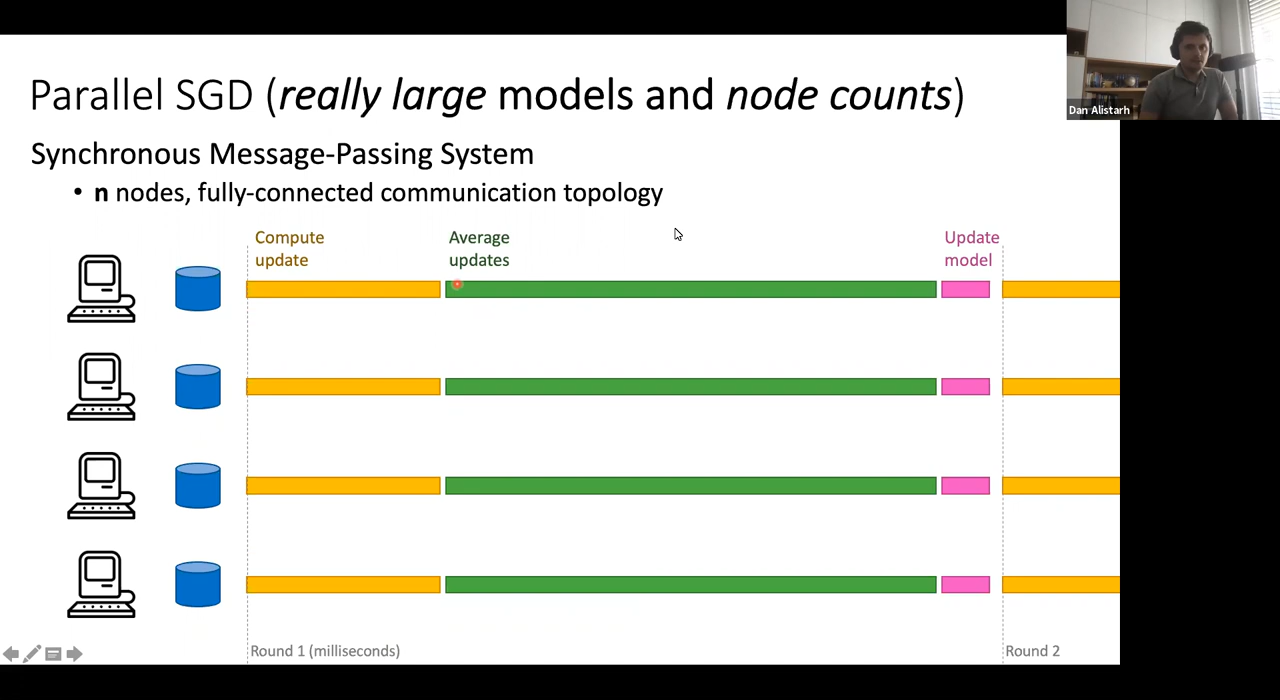 Parallel SGD (really large models and node counts)
Dan Alistarh
Synchronous Message-Passing System
• n nodes, fully-connected communication topology
Compute
update
Average
updates
Update
model
Round 1 (milliseconds)
Round 2